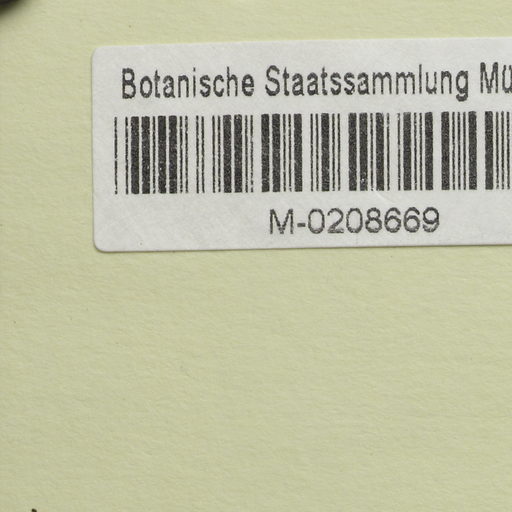 Botanische Staatssammlung Mü
M-0208669